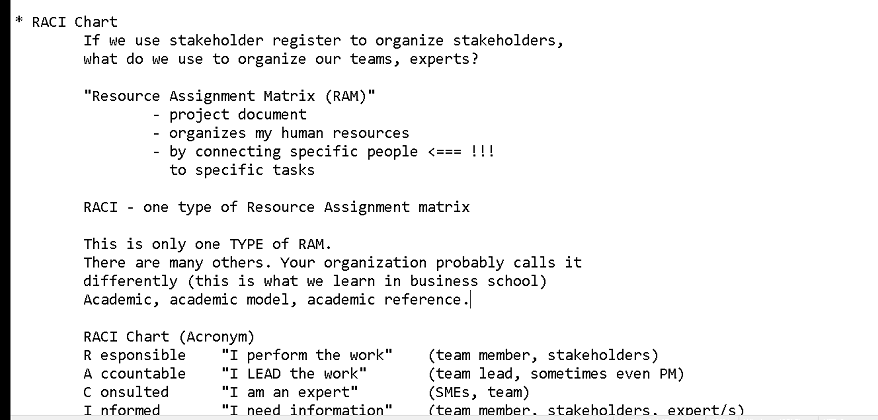 * RACI Chart
If we use stakeholder register to organize stakeholders,
what do we use to organize our teams, experts?
"Resource Assignment Matrix (RAM)"
- project document
- organizes my human resources
- by connecting specific people <=== !!!
to specific tasks
RACI - one type of Resource Assignment matrix
This is only one TYPE of RAM.
There are many others. Your organization probably calls it
differently (this is what we learn in business school)
Academic, academic model, academic reference.
RACI Chart (Acronym)
R esponsible "I perform the work" (team member, stakeholders)
A ccountable "I LEAD the work" (team lead, sometimes even PM)
C onsulted "I am an expert" (SMEs, team)
I nformed "I need information" (team member, stakeholders, expert/s)